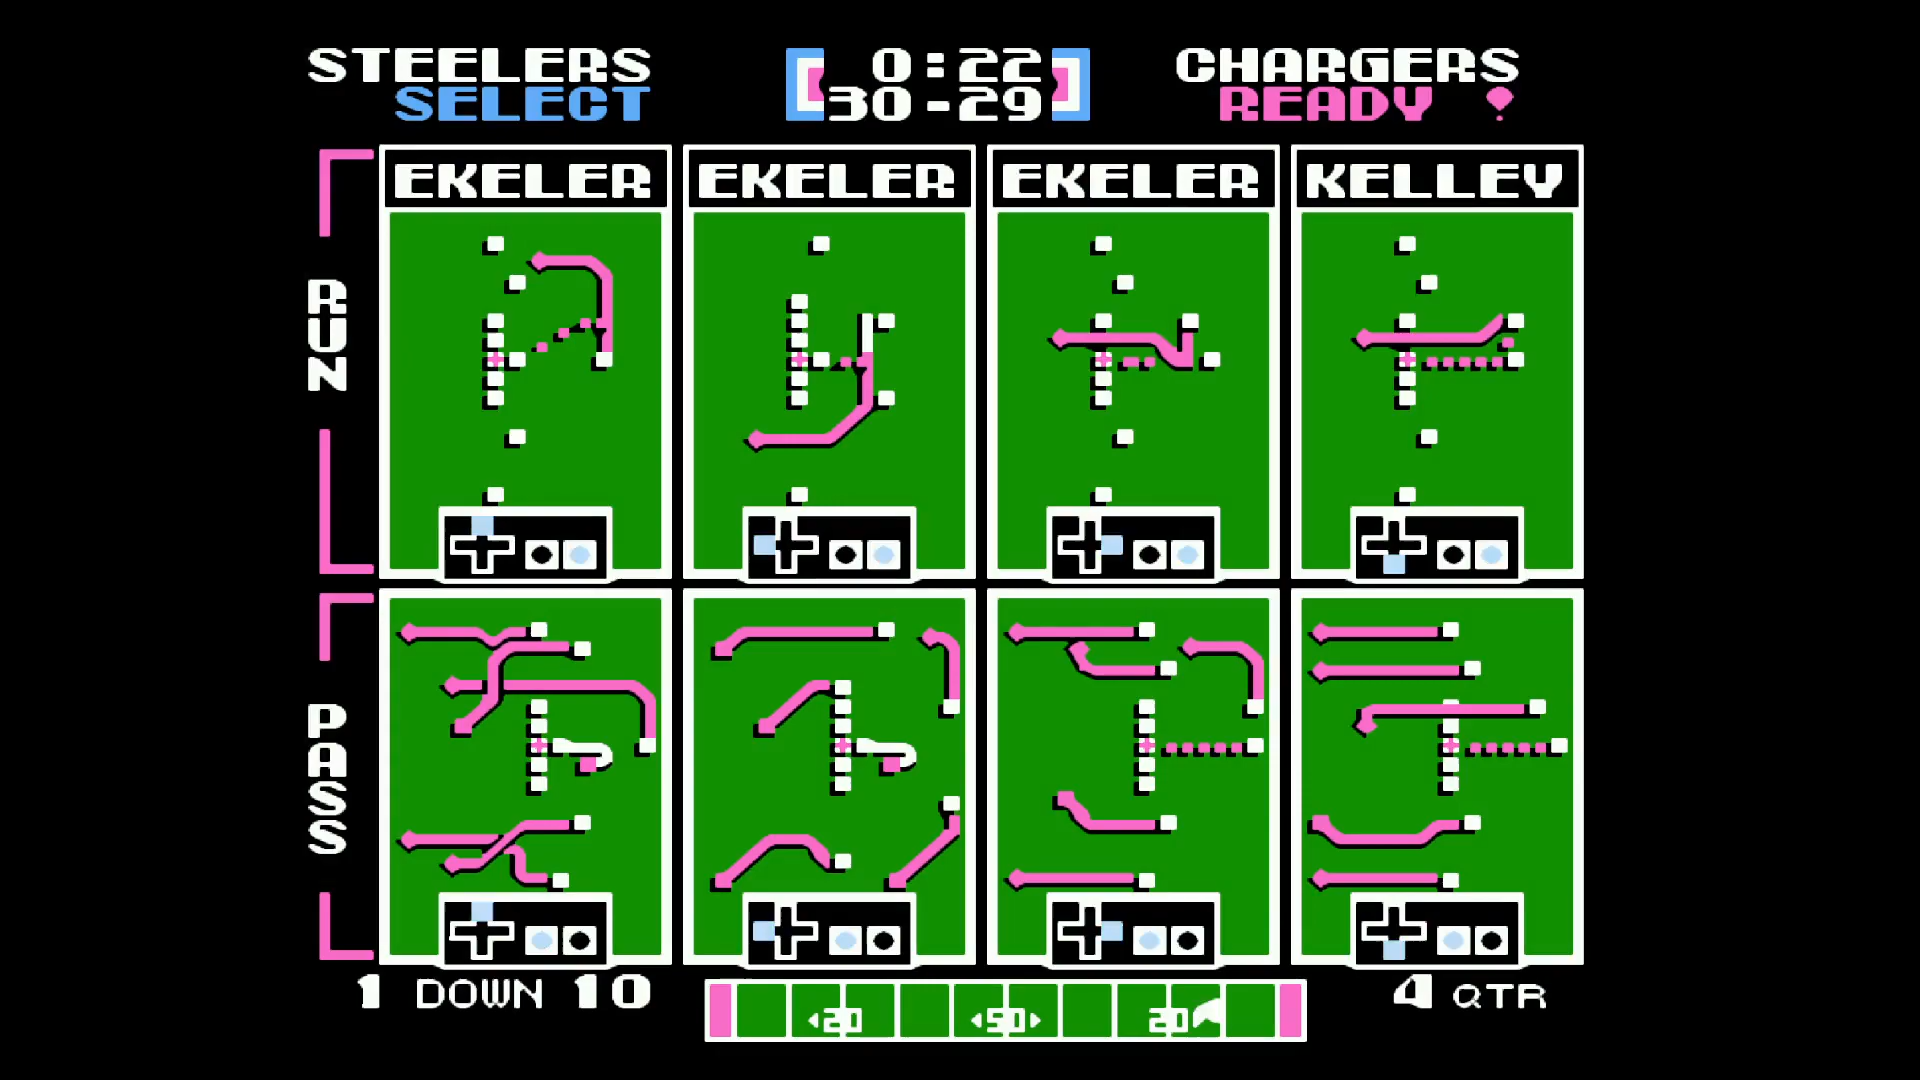 STEELERS 0:22 CHARGERS
SELECT 30-29 READY !
EKELER EKELER EKELER KELLEY
RUN
PASS
1 DOWN 10 4 QTR
20 50 20